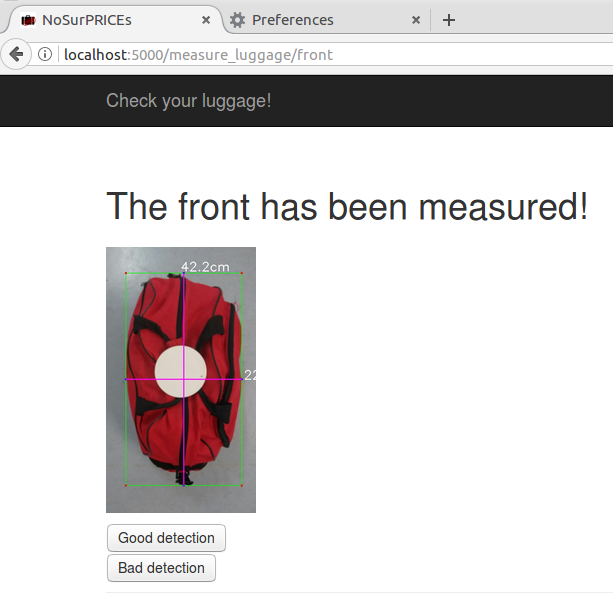 NoSurPRICEs
Preferences
localhost:5000/measure_luggage/front
Check your luggage!
The front has been measured!
42.2cm
22
Good detection
Bad detection